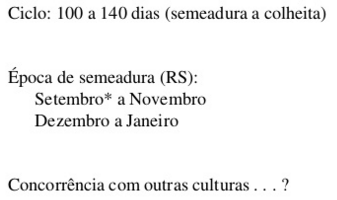 Ciclo: 100 a 140 dias (semeadura a colheita)
Época de semeadura (RS):
Setembro* a Novembro
Dezembro a Janeiro
Concorrência com outras culturas . . . ?